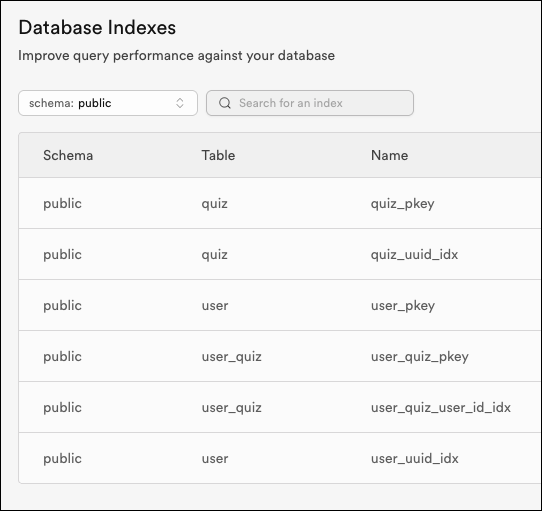 Database Indexes
Improve query performance against your database
schema: public Search for an index
Schema Table Name
public quiz quiz_pkey
public quiz quiz_uuid_idx
public user user_pkey
public user_quiz user_quiz_pkey
public user_quiz user_quiz_user_id_idx
public user user_uuid_idx